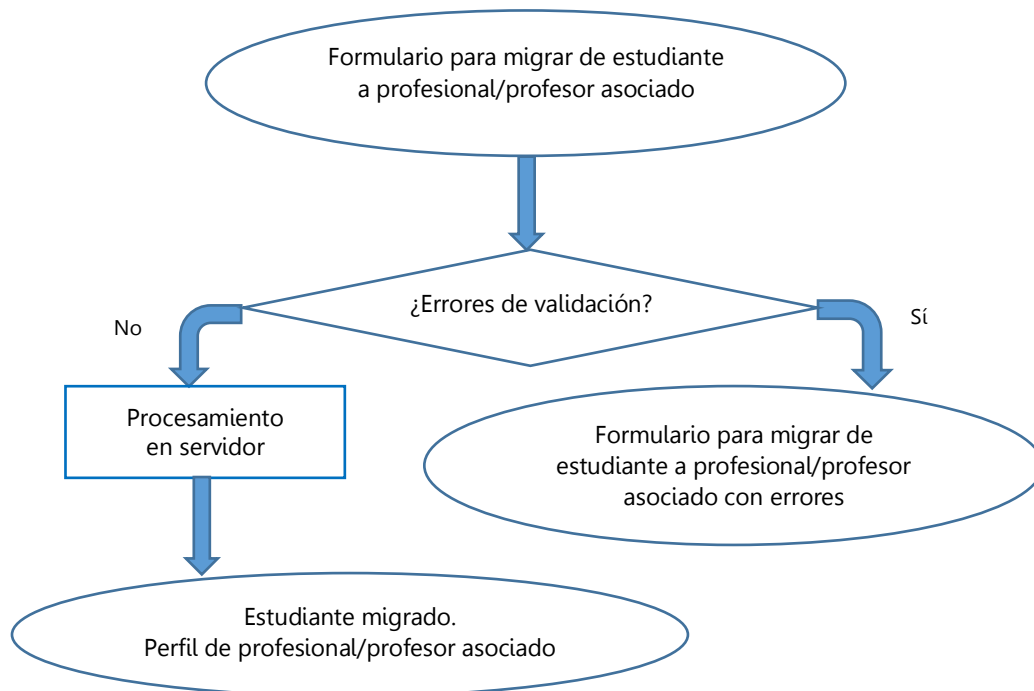 Formulario para migrar de estudiante
a profesional/profesor asociado
¿Errores de validación?
No
Sí
Procesamiento
en servidor
Formulario para migrar de
estudiante a profesional/profesor
asociado con errores
Estudiante migrado.
Perfil de profesional/profesor asociado